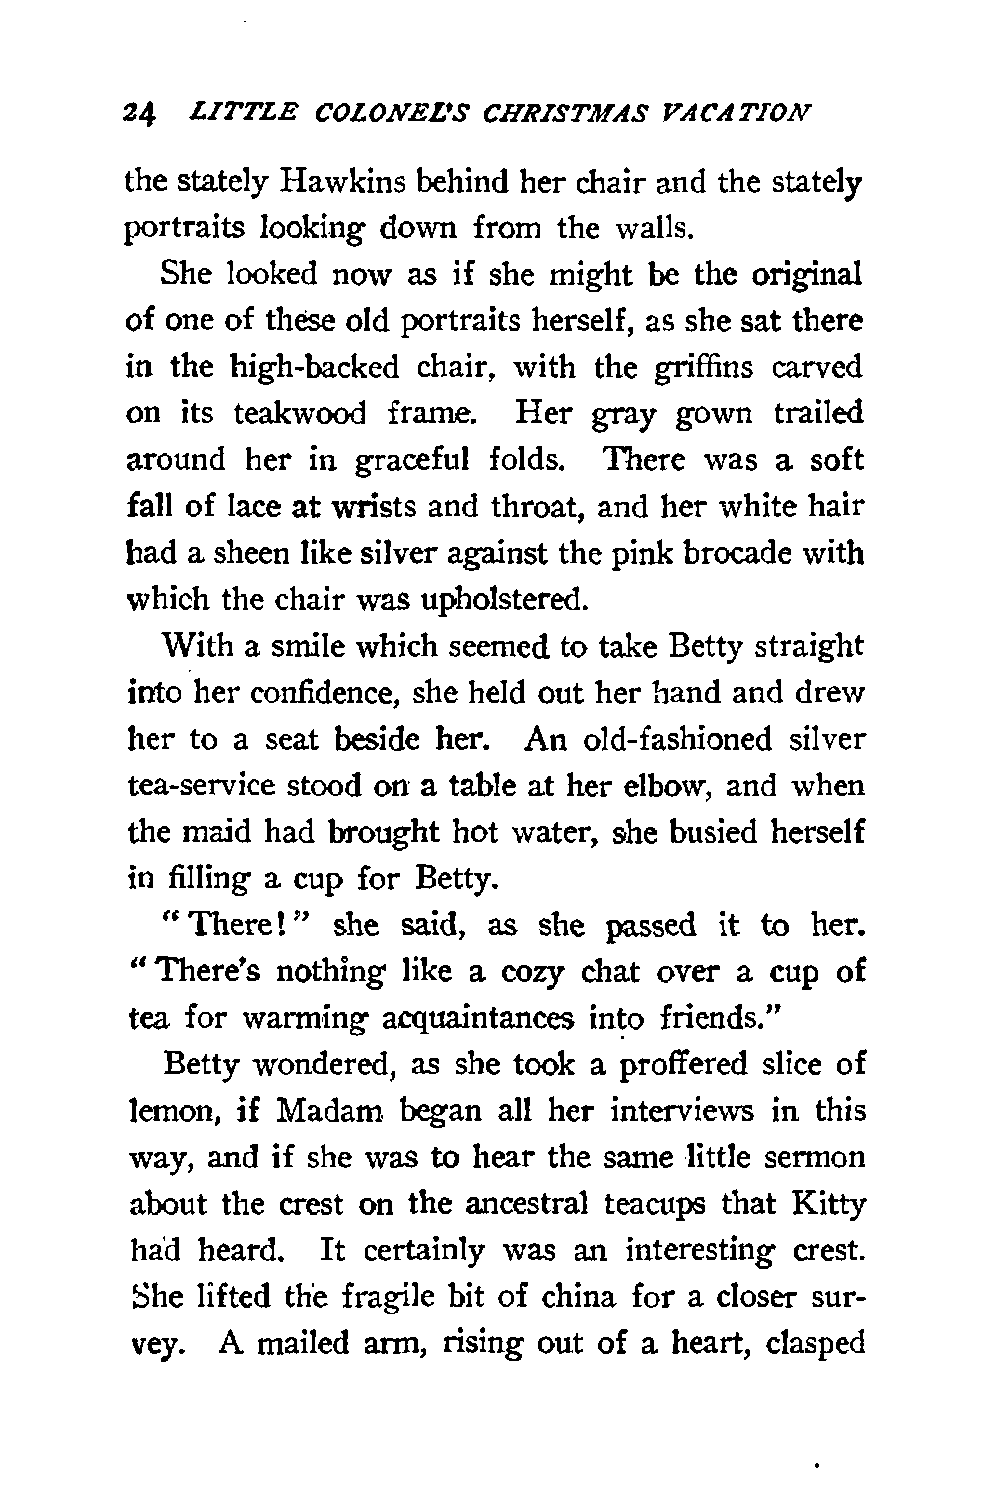 24 LITTLE COLONEL'S CHRISTMAS VACATION
the stately Hawkins behind her chair and the stately
portraits looking down from the walls.
She looked now as if she might be the original
of one of these old portraits herself, as she sat there
in the high-backed chair, with the griffins carved
on its teakwood frame. Her gray gown trailed
around her in graceful folds. There was a soft
fall of lace at wrists and throat, and her white hair
had a sheen like silver against the pink brocade with
which the chair was upholstered.
With a smile which seemed to take Betty straight
into her confidence, she held out her hand and drew
her to a seat beside her. An old-fashioned silver
tea-service stood on a table at her elbow, and when
the maid had brought hot water, she busied herself
in filling a cup for Betty.
"There!" she said, as she passed it to her.
"There's nothing like a cozy chat over a cup of
tea for warming acquaintances into friends."
Betty wondered, as she took a proffered slice of
lemon, if Madam began all her interviews in this
way, and if she was to hear the same little sermon
about the crest on the ancestral teacups that Kitty
had heard. It certainly was an interesting crest.
She lifted the fragile bit of china for a closer sur-
vey. A mailed arm, rising out of a heart, clasped